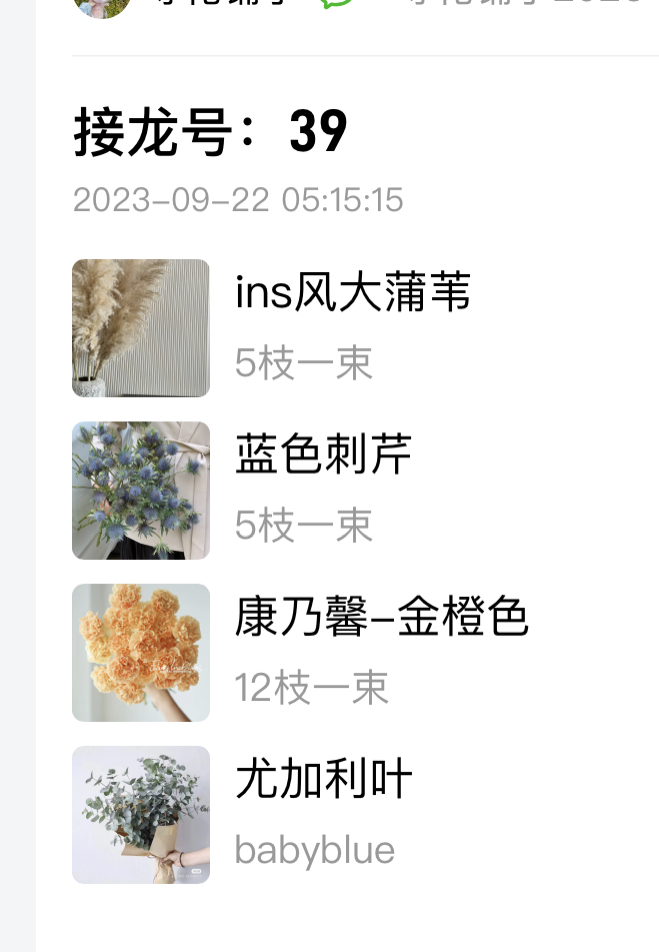 接龙号：39
2023-09-22 05:15:15
ins风大蒲苇
5枝一束
蓝色刺芹
5枝一束
康乃馨-金橙色
12枝一束
尤加利叶
babyblue